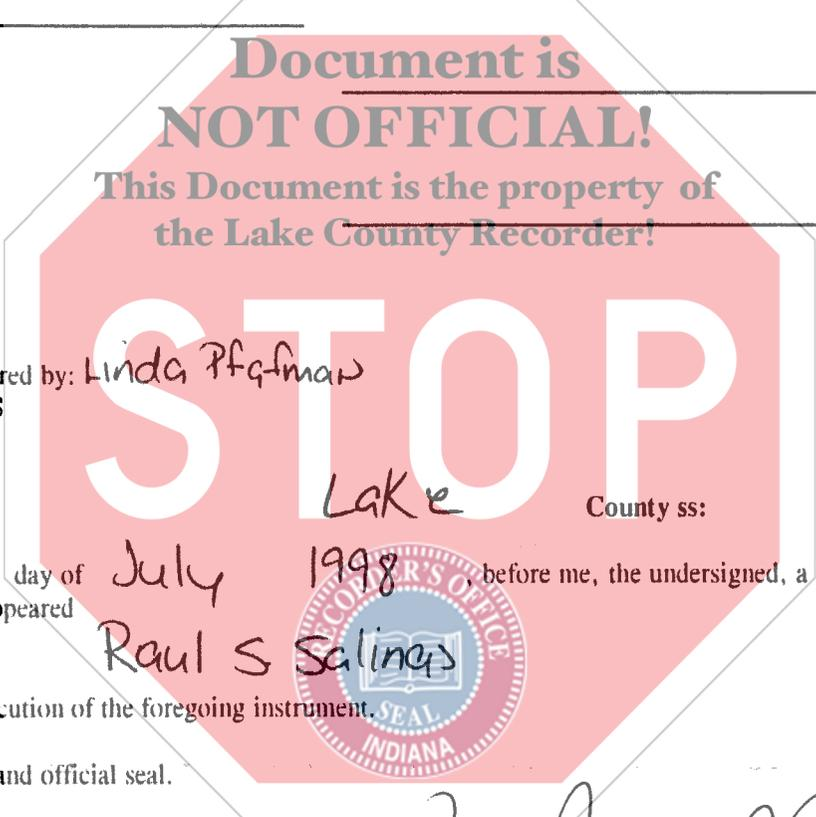 Document is
NOT OFFICIAL!
This Document is the property of
the Lake County Recorder!
STOP
red by: Linda Pfafman
Lake County ss:
day of July 1998, before me, the undersigned, a
ppeared
Raul S Salinas
cution of the foregoing instrument.
and official seal.
RECORDER'S OFFICE
SEAL
INDIANA